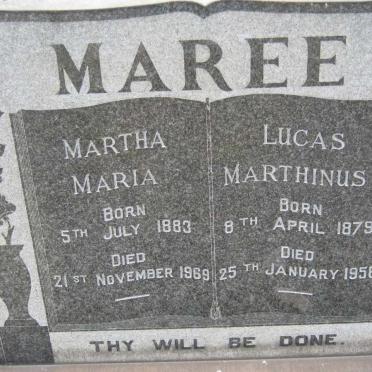 MAREE
MARTHA
MARIA
BORN
5TH JULY 1883
DIED
21ST NOVEMBER 1969
LUCAS
MARTHINUS
BORN
8TH APRIL 1879
DIED
25TH JANUARY 1958
THY WILL BE DONE.